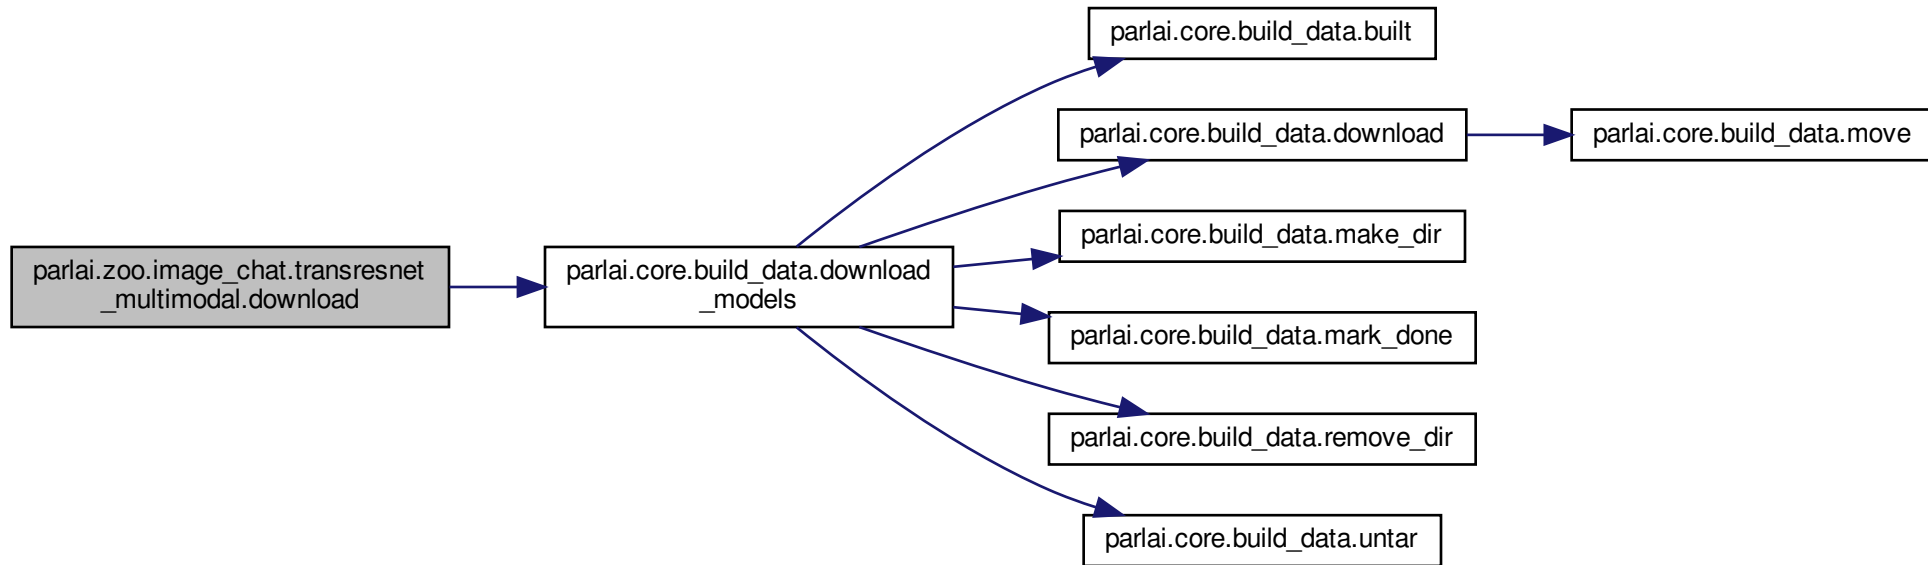 parlai.zoo.image_chat.transresnet
_multimodal.download
parlai.core.build_data.download
_models
parlai.core.build_data.built
parlai.core.build_data.download
parlai.core.build_data.move
parlai.core.build_data.make_dir
parlai.core.build_data.mark_done
parlai.core.build_data.remove_dir
parlai.core.build_data.untar